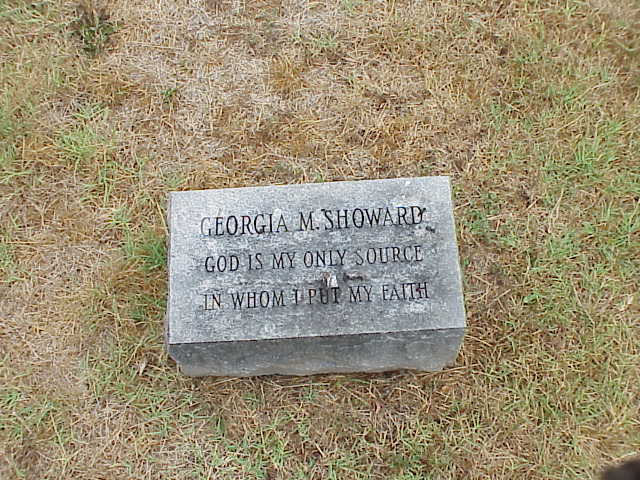 GEORGIA M. SHOWARD
GOD IS MY ONLY SOURCE
IN WHOM I PUT MY FAITH